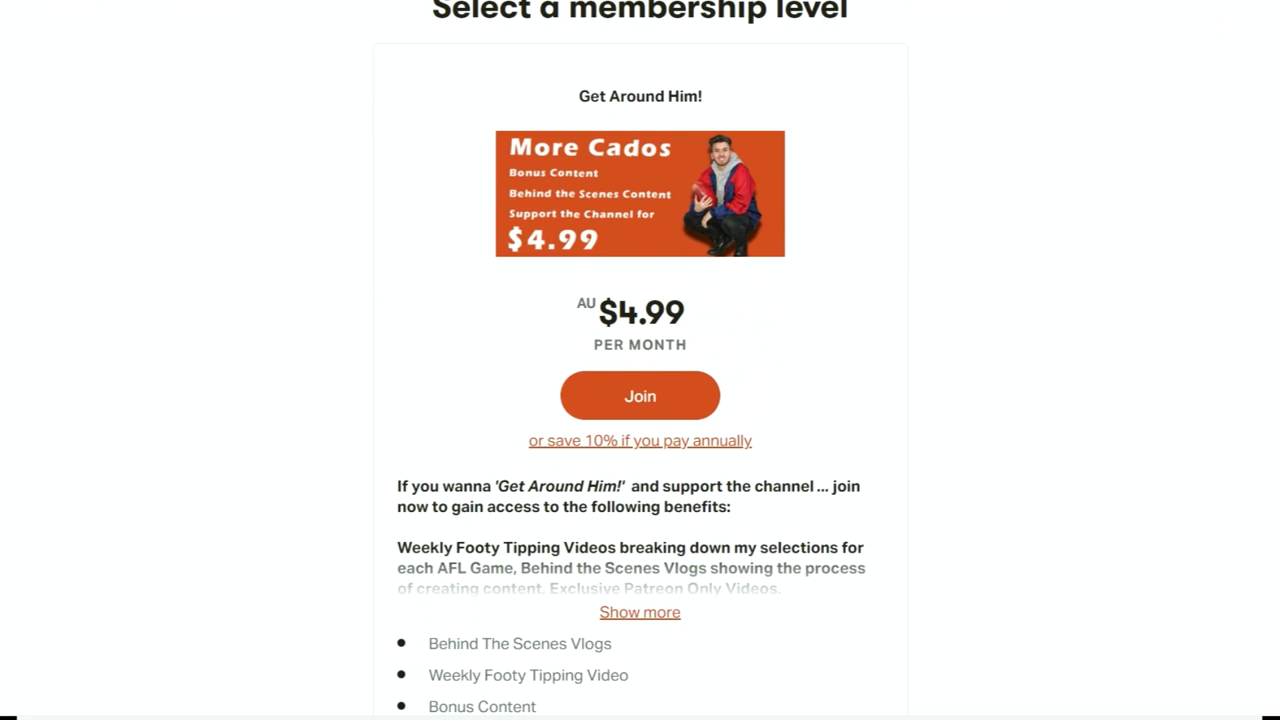 Select a membership level
Get Around Him!
More Cados
Bonus Content
Behind the Scenes Content
Support the Channel for
$4.99
AU $4.99
PER MONTH
Join
or save 10% if you pay annually
If you wanna 'Get Around Him!' and support the channel ... join
now to gain access to the following benefits:
Weekly Footy Tipping Videos breaking down my selections for
each AFL Game, Behind the Scenes Vlogs showing the process
of creating content, Exclusive Patreon Only Videos.
Show more
• Behind The Scenes Vlogs
• Weekly Footy Tipping Video
• Bonus Content